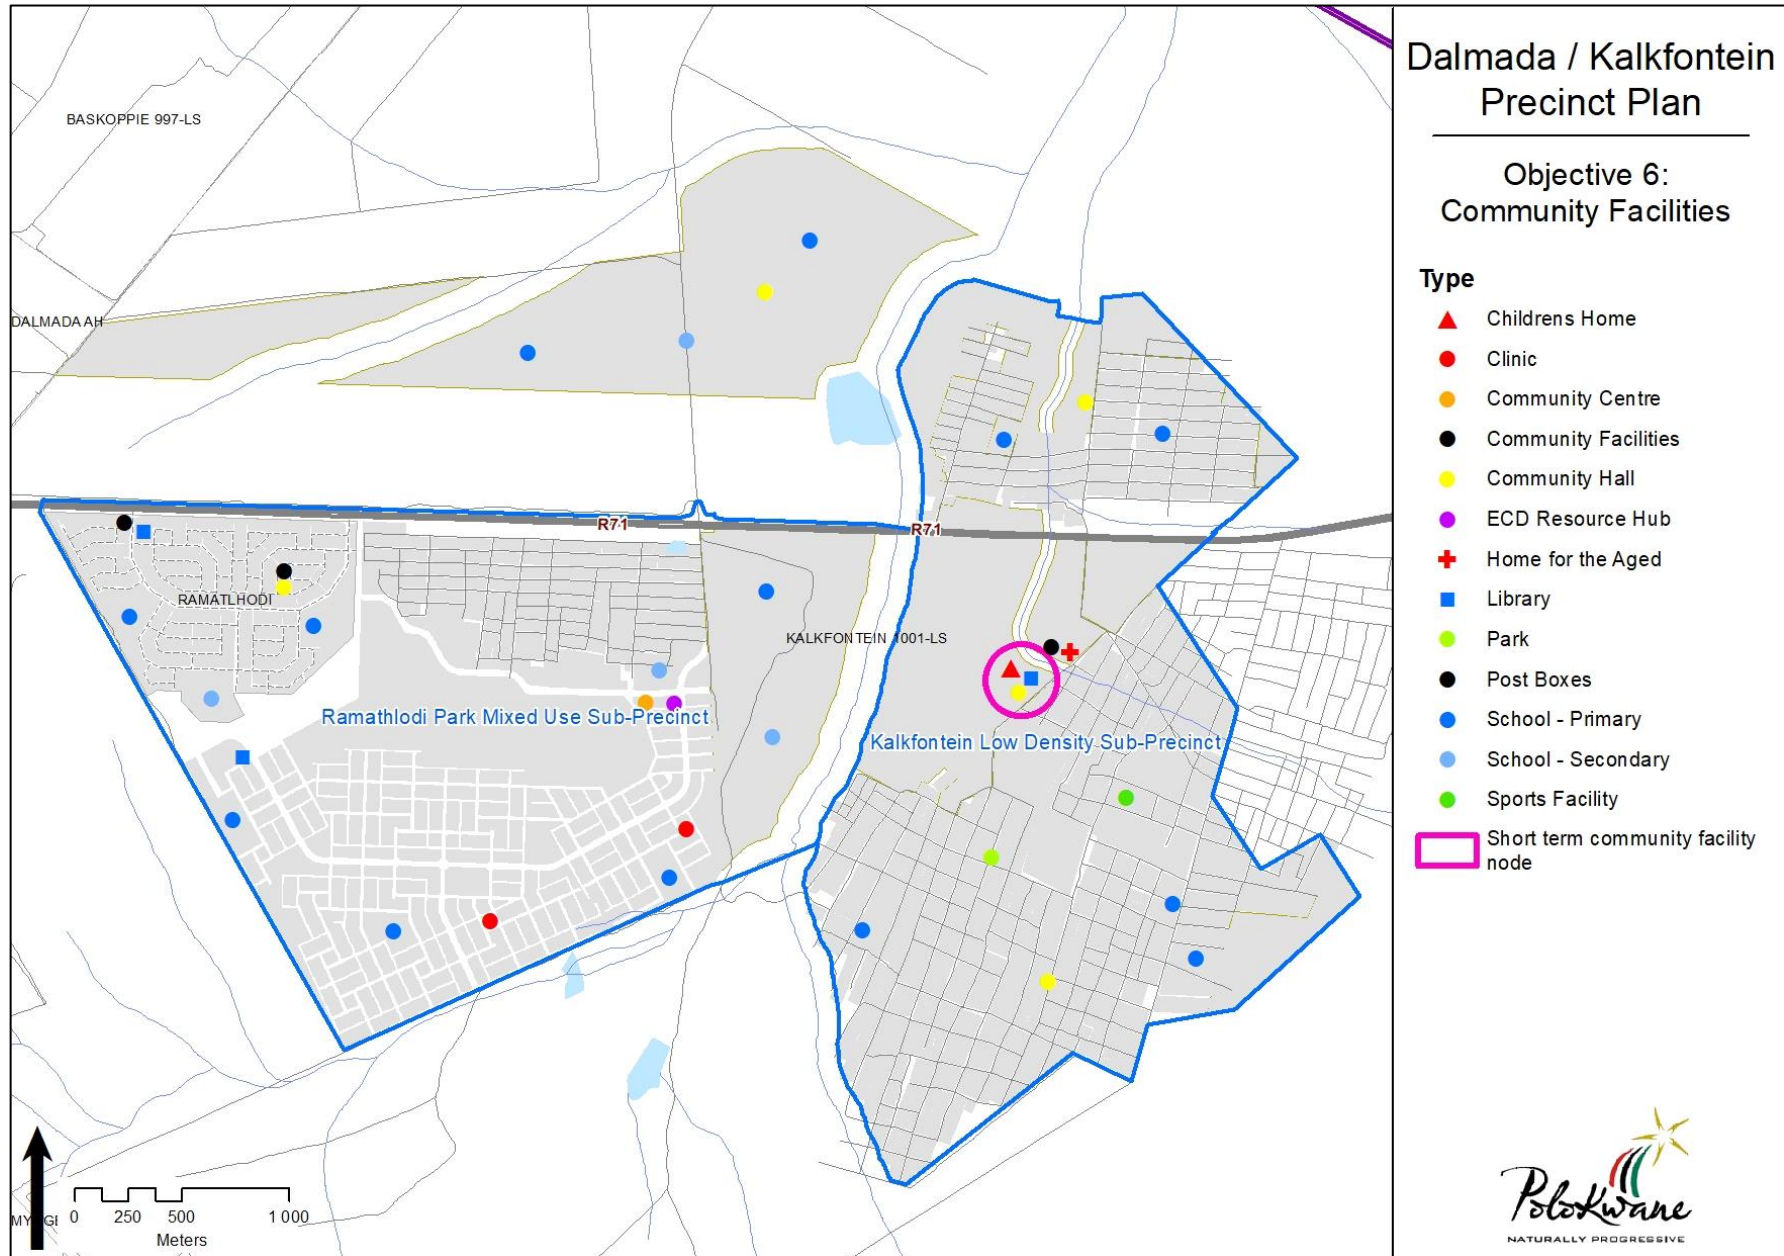 Dalmada / Kalkfontein
Precinct Plan
Objective 6:
Community Facilities
Type
Childrens Home
Clinic
Community Centre
Community Facilities
Community Hall
ECD Resource Hub
Home for the Aged
Library
Park
Post Boxes
School - Primary
School - Secondary
Sports Facility
Short term community facility
node
BASKOPPIE 997-LS
DALMADA AH
R71
R71
RAMATLHODI
KALKFONTEIN 1001-LS
Ramathlodi Park Mixed Use Sub-Precinct
Kalkfontein Low Density Sub-Precinct
0 250 500 1 000
Meters
Polokwane
NATURALLY PROGRESSIVE